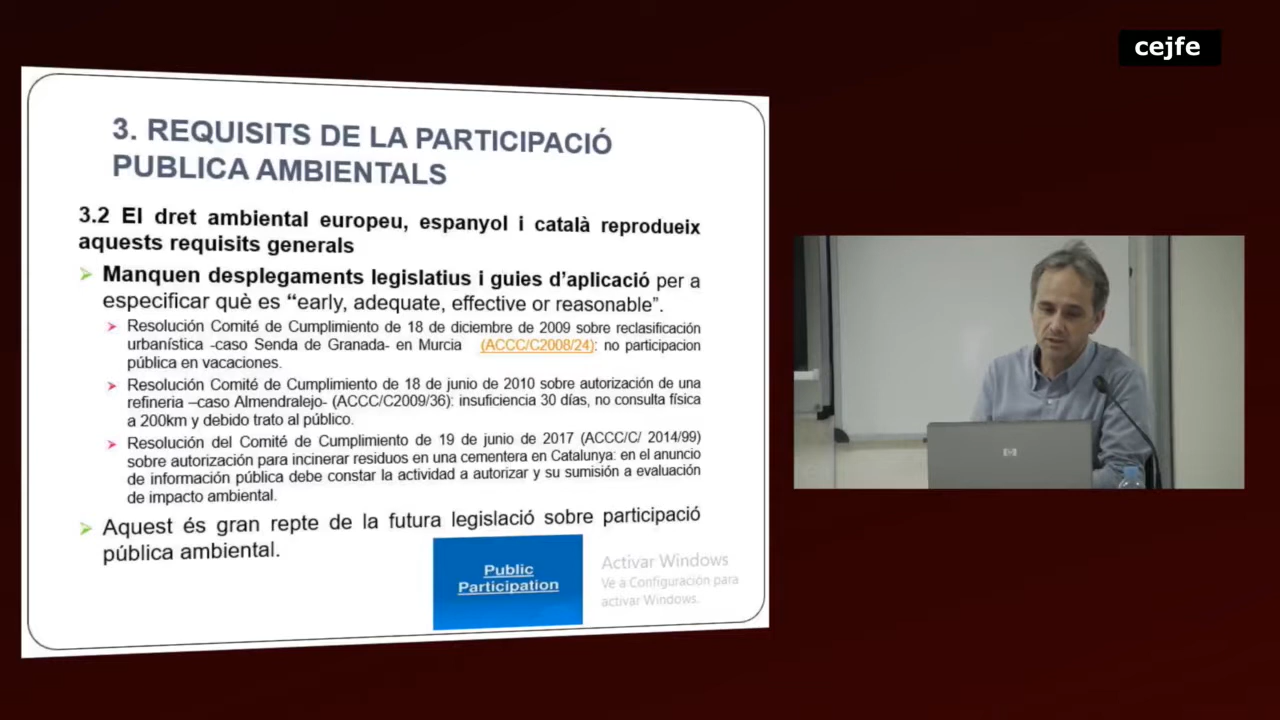 cejfe
3. REQUISITS DE LA PARTICIPACIÓ
PUBLICA AMBIENTALS
3.2 El dret ambiental europeu, espanyol i català reprodueix
aquests requisits generals
Manquen desplegaments legislatius i guies d'aplicació per a
especificar què es “early, adequate, effective or reasonable”.
Resolución Comité de Cumplimiento de 18 de diciembre de 2009 sobre reclasificación
urbanística -caso Senda de Granada- en Murcia (ACCC/C2008/24): no participacion
pública en vacaciones.
Resolución Comité de Cumplimiento de 18 de junio de 2010 sobre autorización de una
refineria –caso Almendralejo- (ACCC/C2009/36): insuficiencia 30 días, no consulta física
a 200km y debido trato al público.
Resolución del Comité de Cumplimiento de 19 de junio de 2017 (ACCC/C/ 2014/99)
sobre autorización para incinerar residuos en una cementera en Catalunya: en el anuncio
de información pública debe constar la actividad a autorizar y su sumisión a evaluación
de impacto ambiental.
Aquest és gran repte de la futura legislació sobre participació
pública ambiental.
Public
Participation
Activar Windows
Ve a Configuración para
activar Windows.
hp